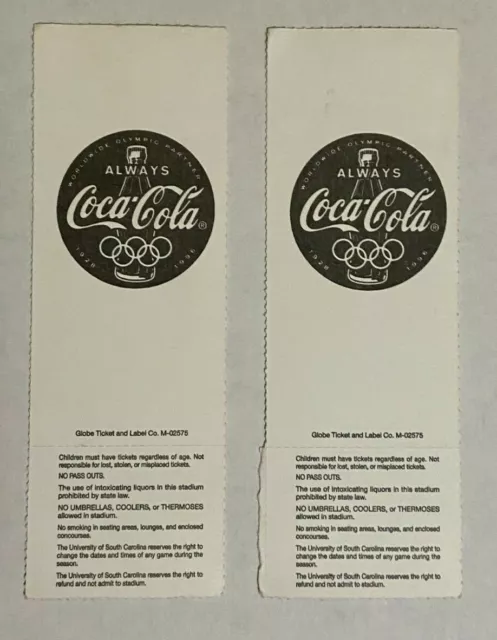 WORLDWIDE OLYMPIC PARTNER
ALWAYS
Coca-Cola®
1928 1996
Globe Ticket and Label Co. M-02575
Children must have tickets regardless of age. Not
responsible for lost, stolen, or misplaced tickets.
NO PASS OUTS.
The use of intoxicating liquors in this stadium
prohibited by state law.
NO UMBRELLAS, COOLERS, or THERMOSES
allowed in stadium.
No smoking in seating areas, lounges, and enclosed
concourses.
The University of South Carolina reserves the right to
change the dates and times of any game during the
season.
The University of South Carolina reserves the right to
refund and not admit to stadium.
WORLDWIDE OLYMPIC PARTNER
ALWAYS
Coca-Cola®
1928 1996
Globe Ticket and Label Co. M-02575
Children must have tickets regardless of age. Not
responsible for lost, stolen, or misplaced tickets.
NO PASS OUTS.
The use of intoxicating liquors in this stadium
prohibited by state law.
NO UMBRELLAS, COOLERS, or THERMOSES
allowed in stadium.
No smoking in seating areas, lounges, and enclosed
concourses.
The University of South Carolina reserves the right to
change the dates and times of any game during the
season.
The University of South Carolina reserves the right to
refund and not admit to stadium.